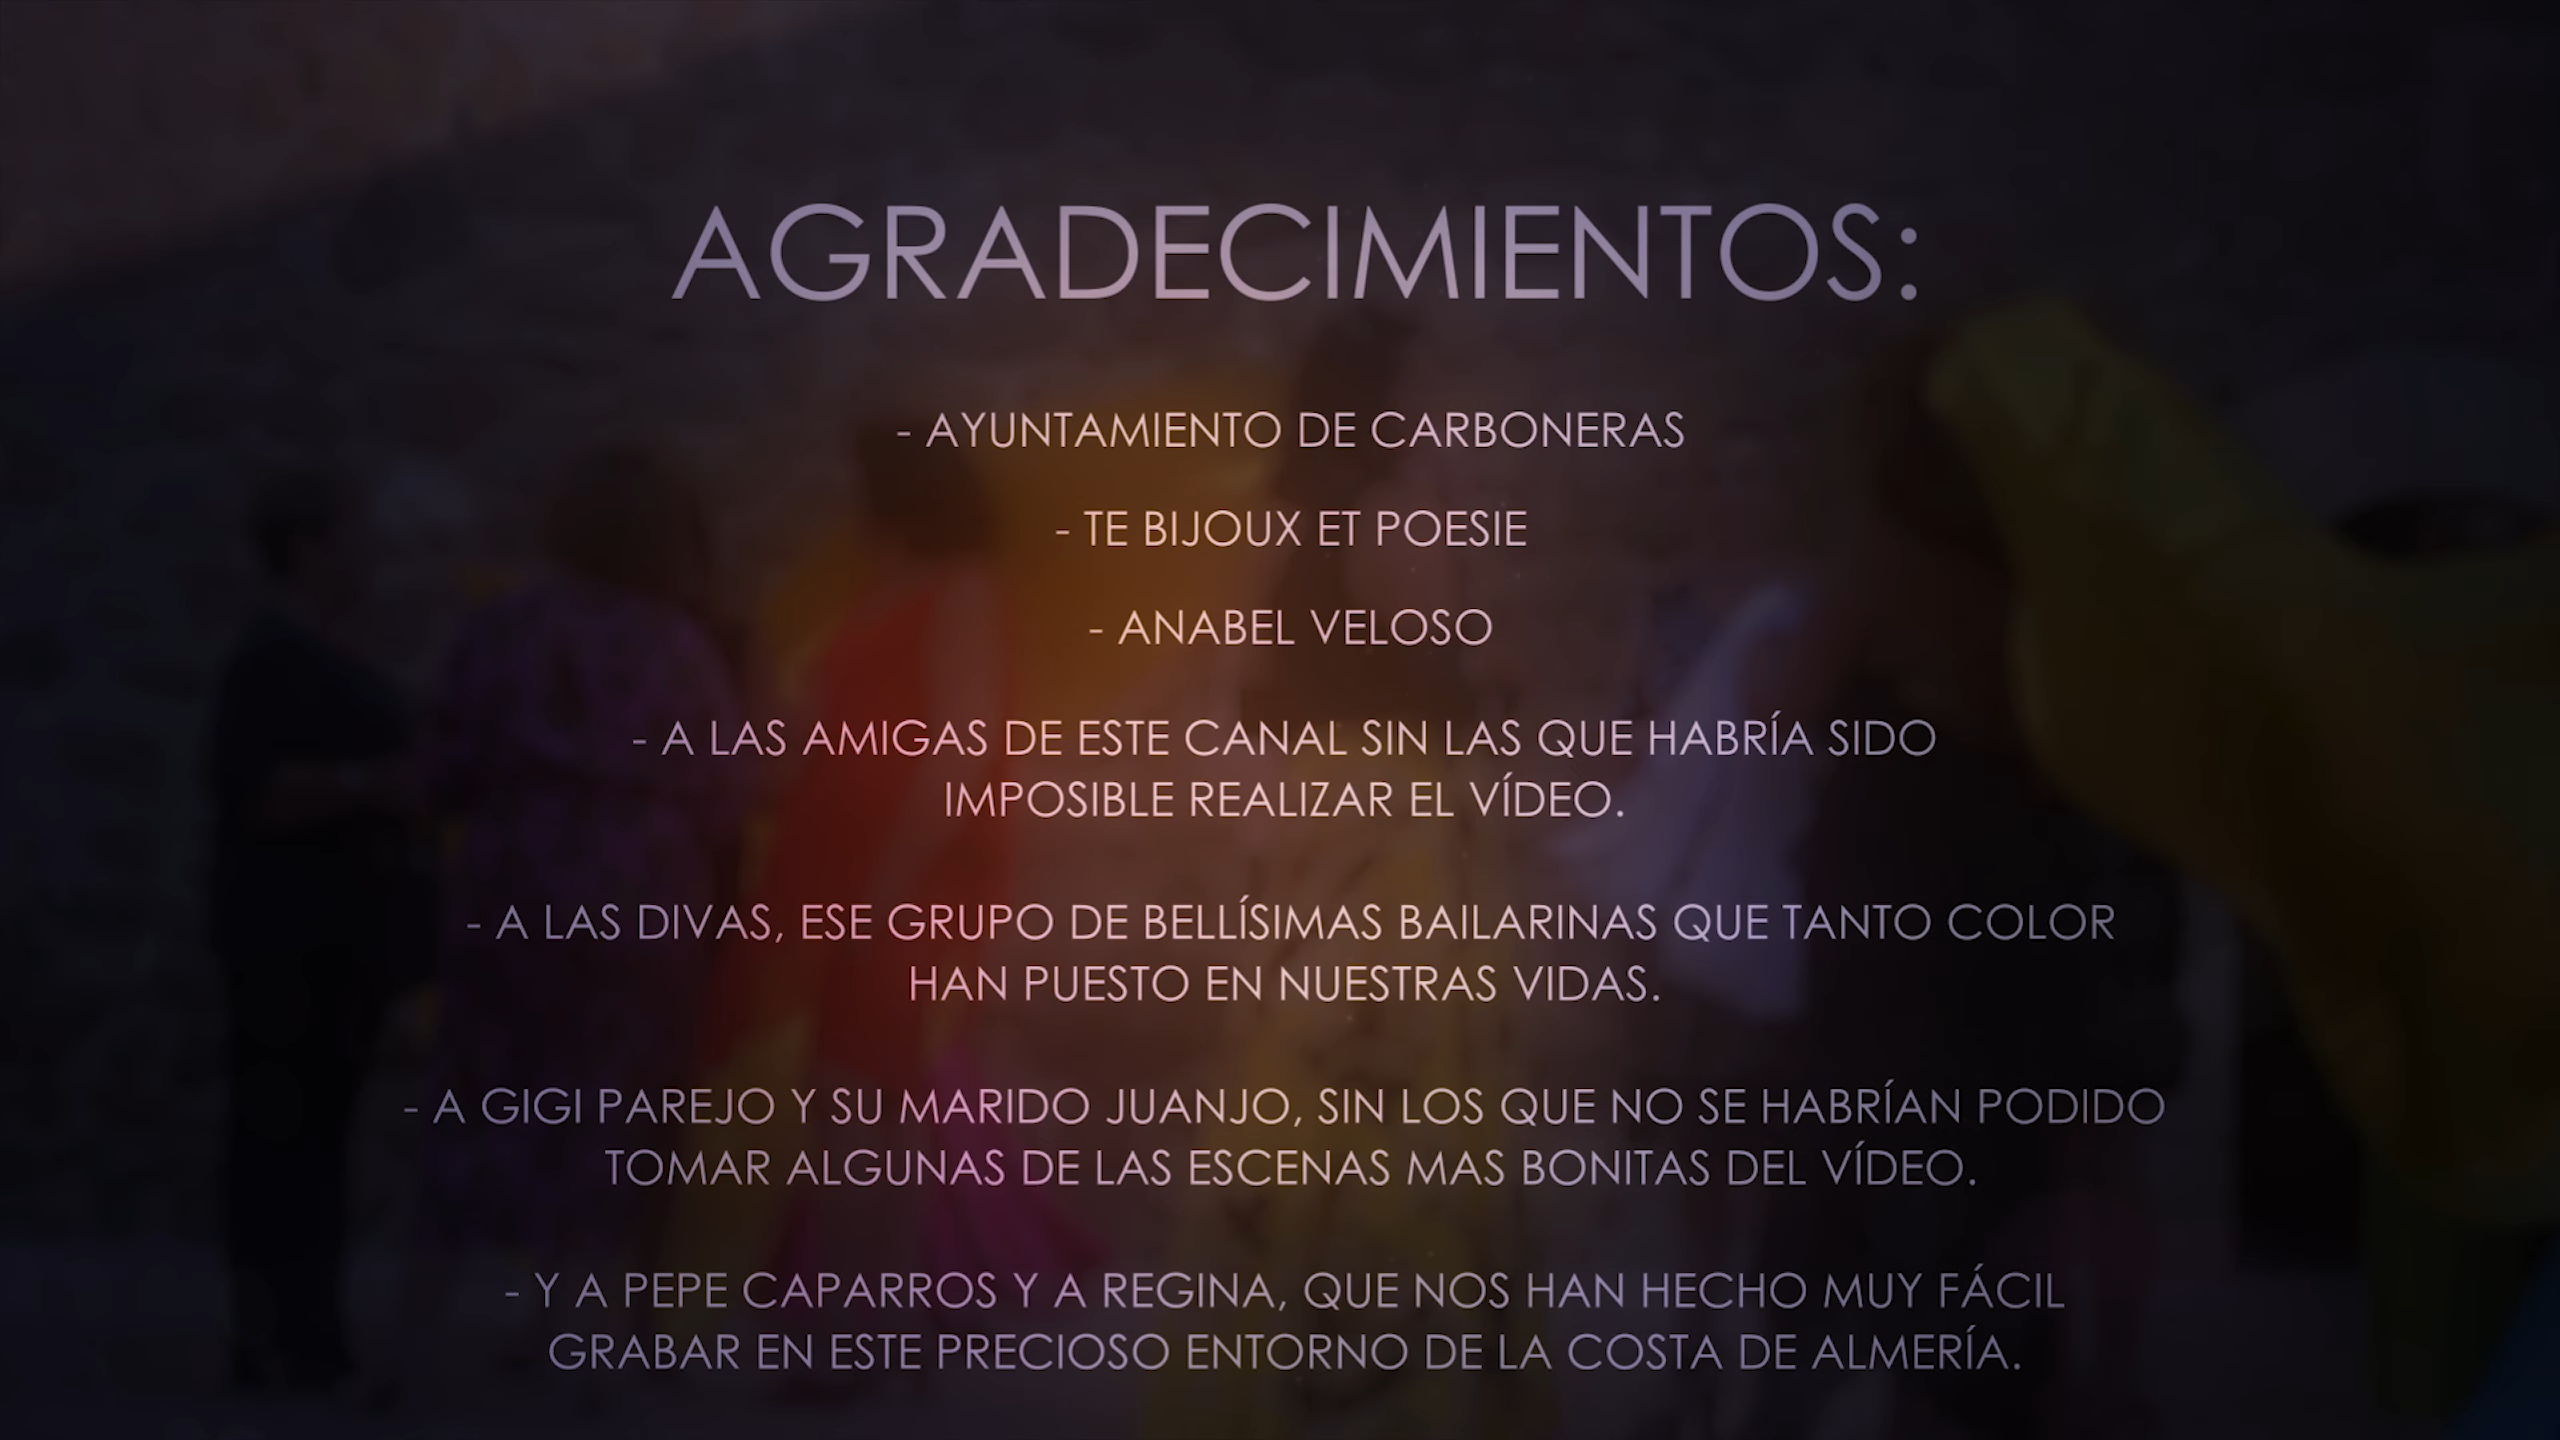 AGRADECIMIENTOS:
- AYUNTAMIENTO DE CARBONERAS
- TE BIJOUX ET POESIE
- ANABEL VELOSO
- A LAS AMIGAS DE ESTE CANAL SIN LAS QUE HABRÍA SIDO
IMPOSIBLE REALIZAR EL VÍDEO.
- A LAS DIVAS, ESE GRUPO DE BELLÍSIMAS BAILARINAS QUE TANTO COLOR
HAN PUESTO EN NUESTRAS VIDAS.
- A GIGI PAREJO Y SU MARIDO JUANJO, SIN LOS QUE NO SE HABRÍAN PODIDO
TOMAR ALGUNAS DE LAS ESCENAS MAS BONITAS DEL VÍDEO.
- Y A PEPE CAPARROS Y A REGINA, QUE NOS HAN HECHO MUY FÁCIL
GRABAR EN ESTE PRECIOSO ENTORNO DE LA COSTA DE ALMERÍA.